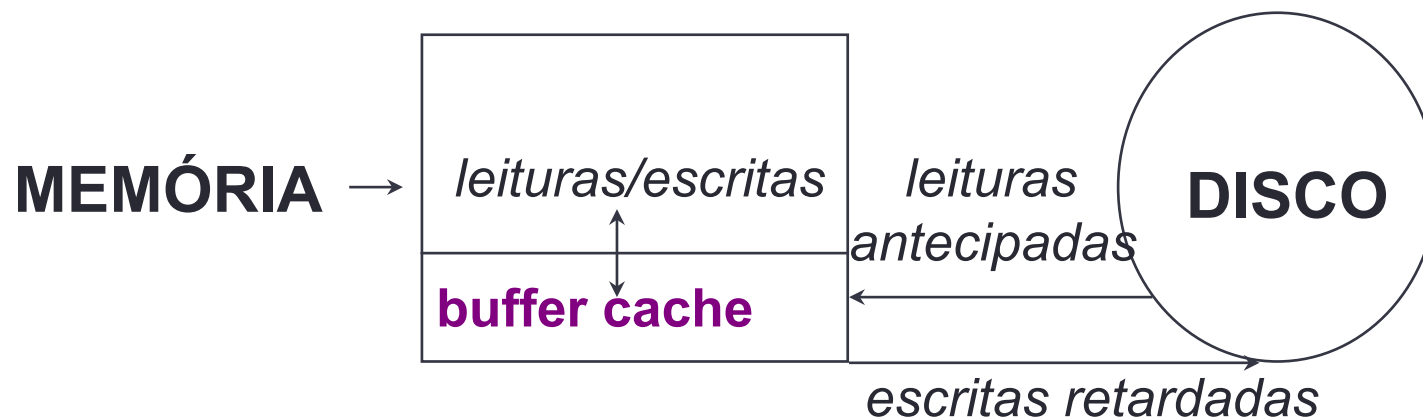 MEMÓRIA
leituras/escritas
buffer cache
leituras
antecipadas
escritas retardadas
DISCO